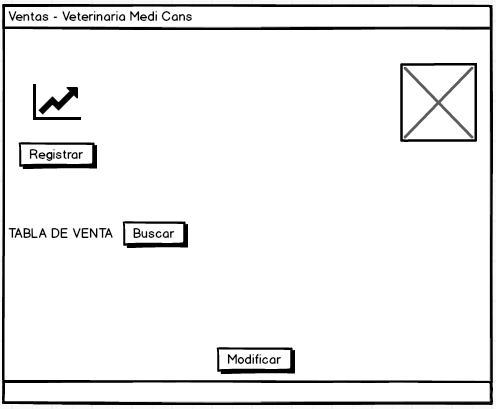 Ventas - Veterinaria Medi Cans
Registrar
TABLA DE VENTA Buscar
Modificar